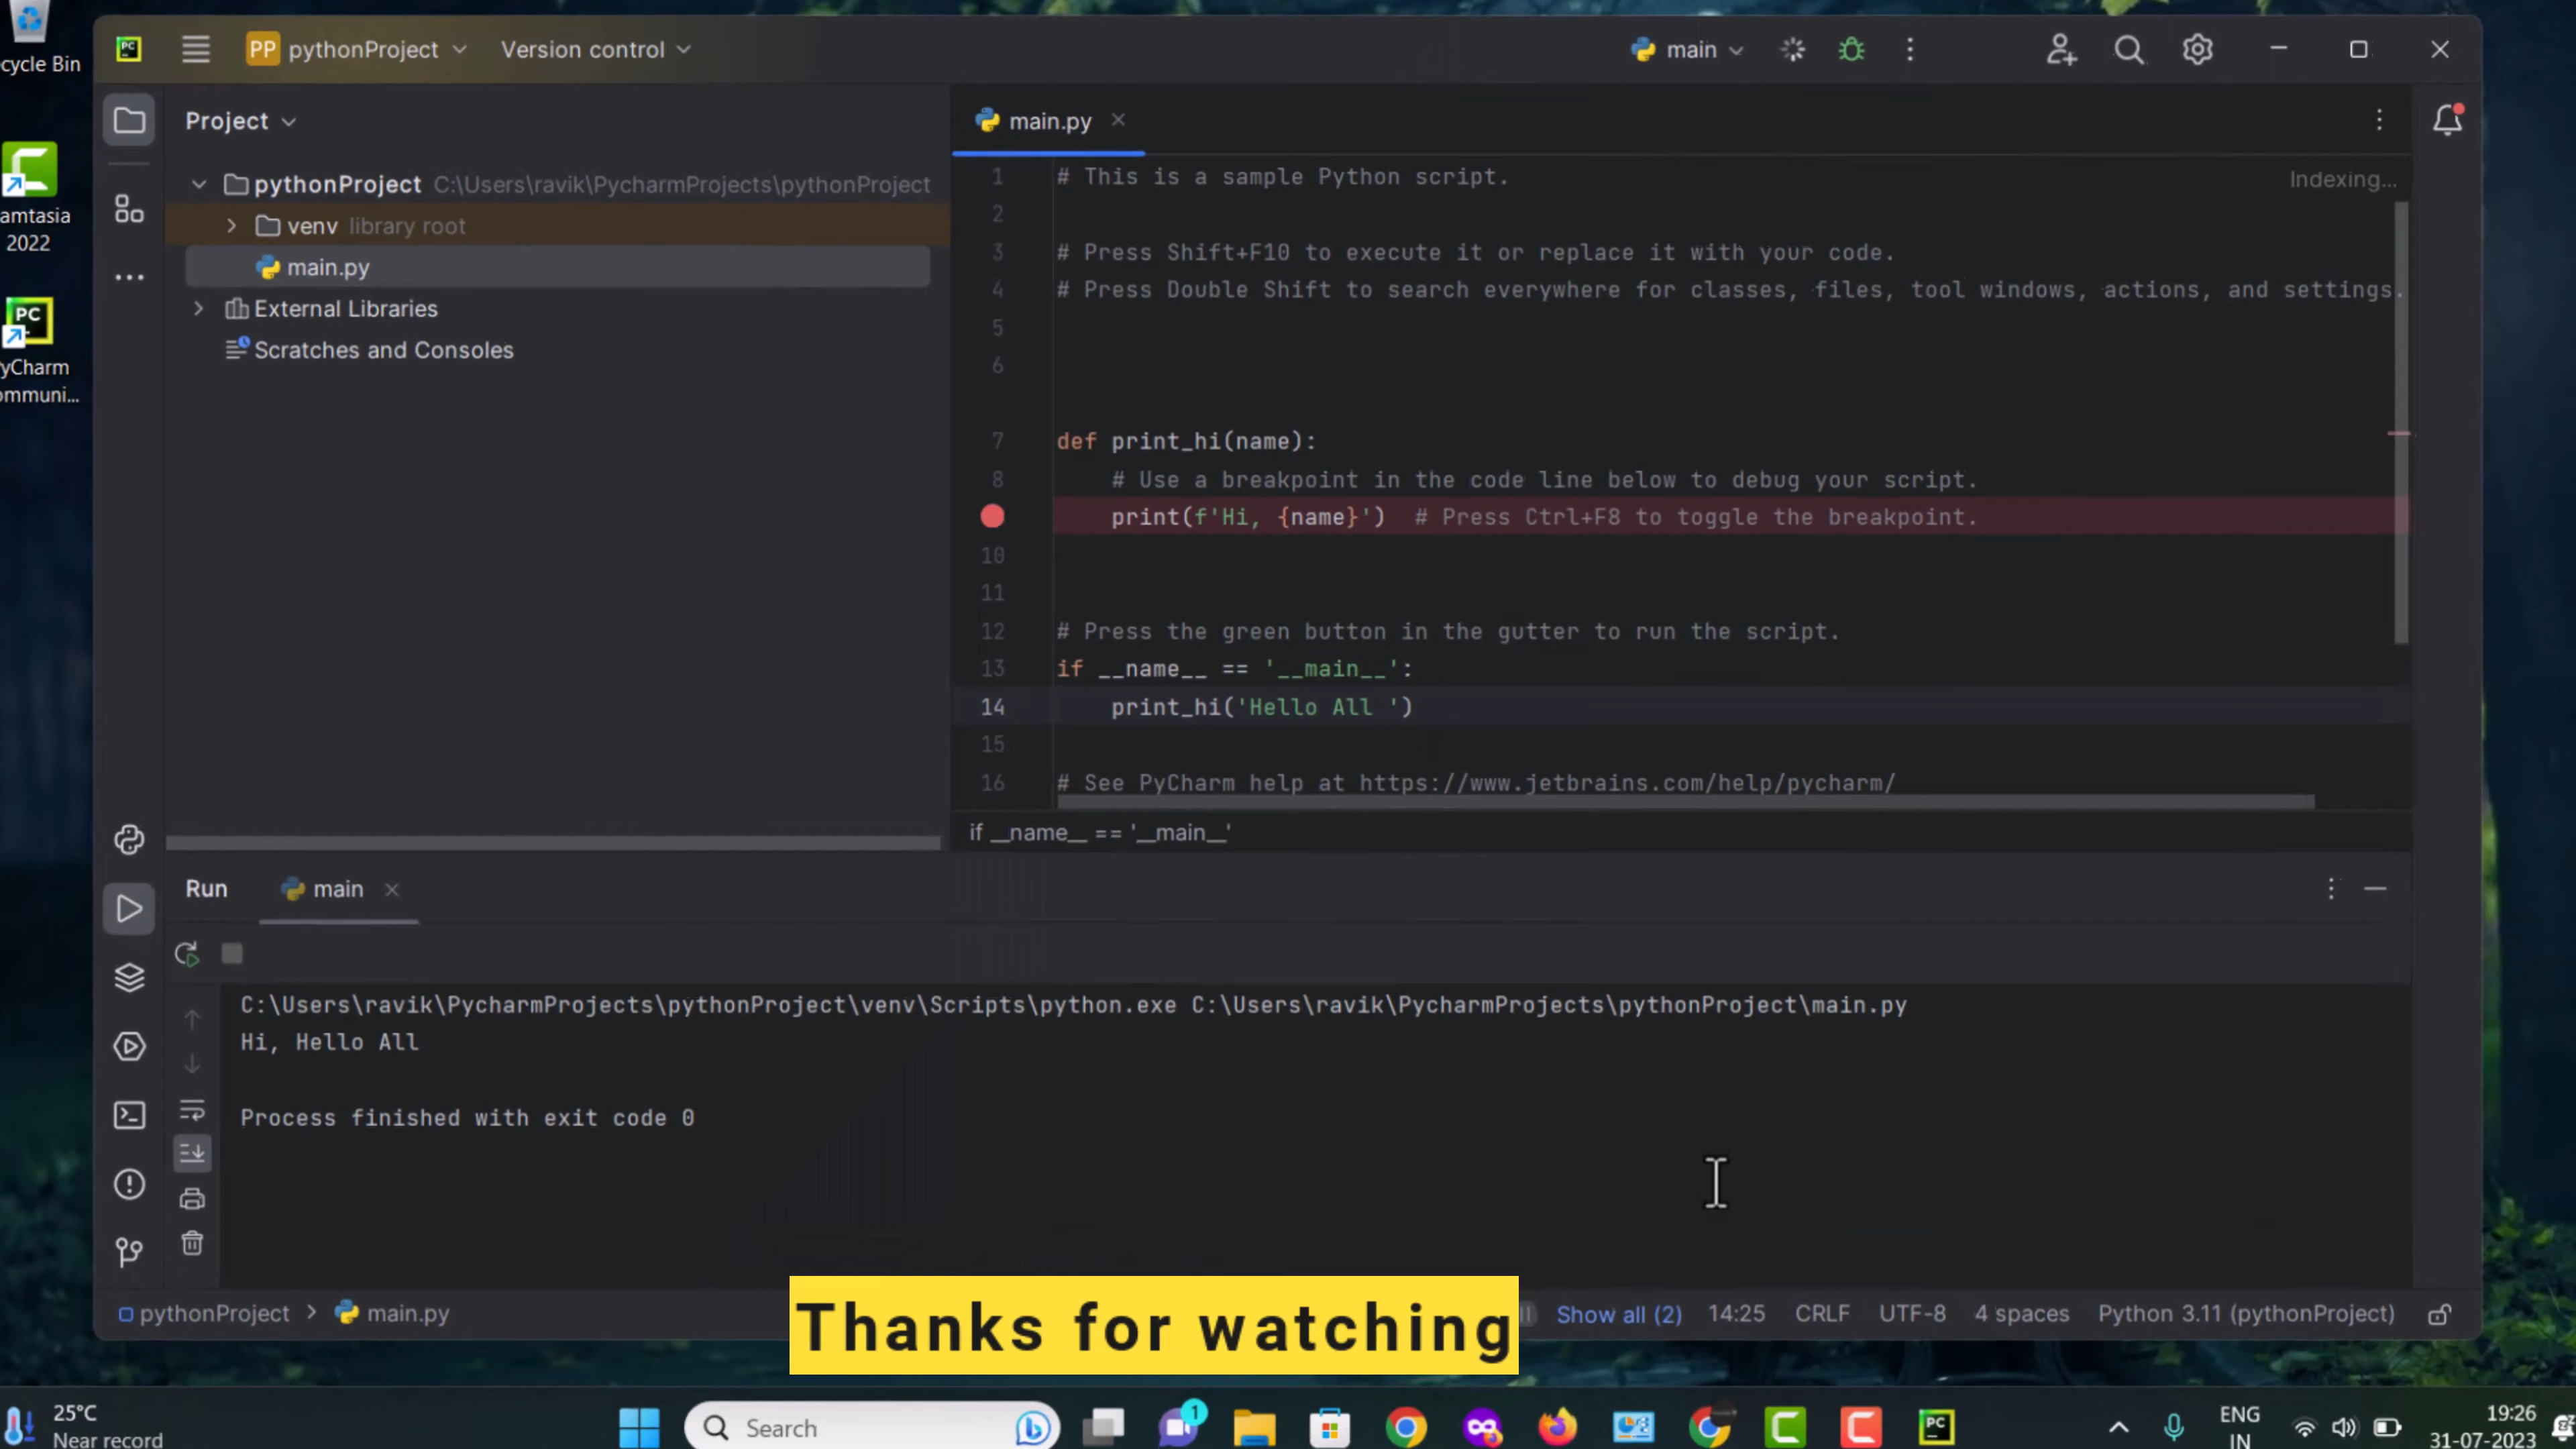 cycle Bin
amtasia
2022
PC
yCharm
ommuni...
PC
PP pythonProject
Version control
main
Project
pythonProject C:\Users\ravik\PycharmProjects\pythonProject
venv library root
main.py
External Libraries
Scratches and Consoles
main.py
Indexing...
1 # This is a sample Python script.
2
3 # Press Shift+F10 to execute it or replace it with your code.
4 # Press Double Shift to search everywhere for classes, files, tool windows, actions, and settings.
5
6
7 def print_hi(name):
8 # Use a breakpoint in the code line below to debug your script.
print(f'Hi, {name}') # Press Ctrl+F8 to toggle the breakpoint.
10
11
12 # Press the green button in the gutter to run the script.
13 if __name__ == '__main__':
14 print_hi('Hello All ')
15
16 # See PyCharm help at https://www.jetbrains.com/help/pycharm/
if __name__ == '__main__'
Run
main
C:\Users\ravik\PycharmProjects\pythonProject\venv\Scripts\python.exe C:\Users\ravik\PycharmProjects\pythonProject\main.py
Hi, Hello All
Process finished with exit code 0
pythonProject > main.py
Thanks for watching
Show all (2) 14:25 CRLF UTF-8 4 spaces Python 3.11 (pythonProject)
25°C
Near record
Search
1
PC
ENG
IN
19:26
31-07-2023